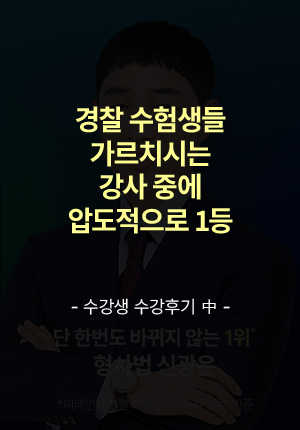 경찰 수험생들
가르치시는
강사 중에
압도적으로 1등
- 수강생 수강후기 中 -
단 한번도 바뀌지 않는 1위*
형사법 신광은